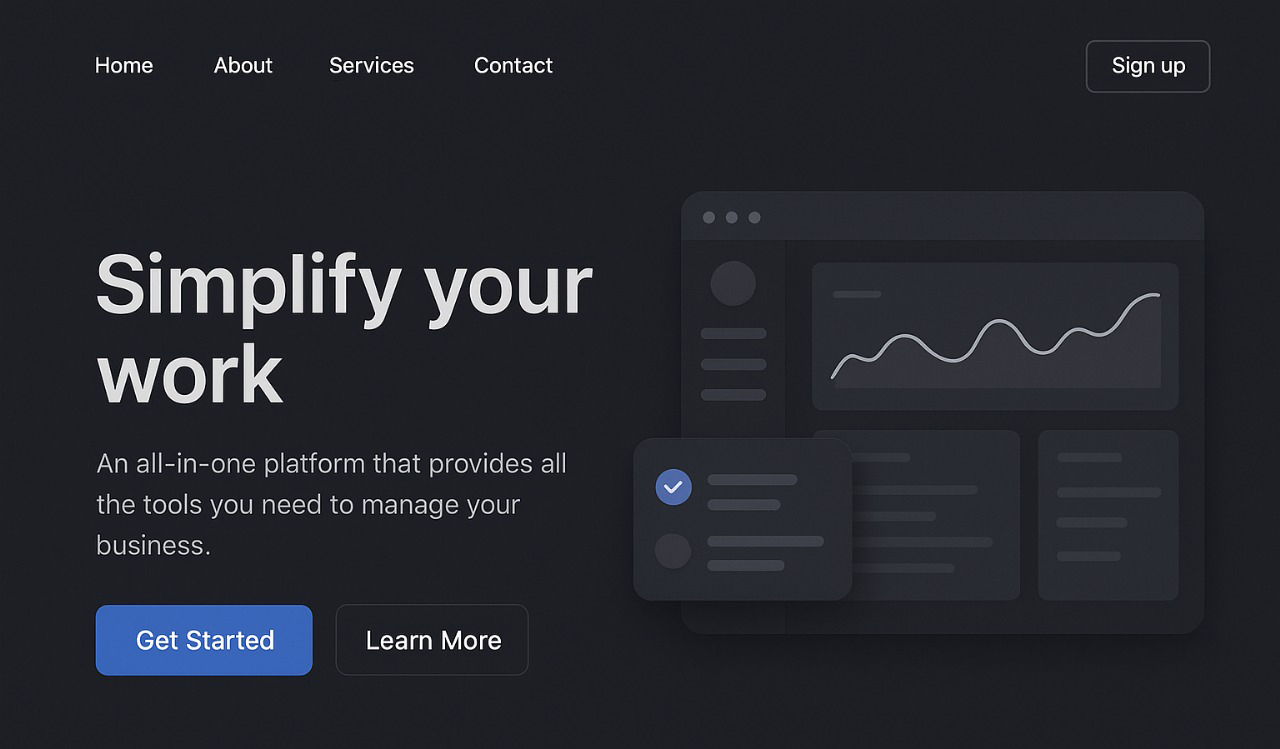 Home
About
Services
Contact
Sign up
Simplify your
work
An all-in-one platform that provides all
the tools you need to manage your
business.
Get Started
Learn More